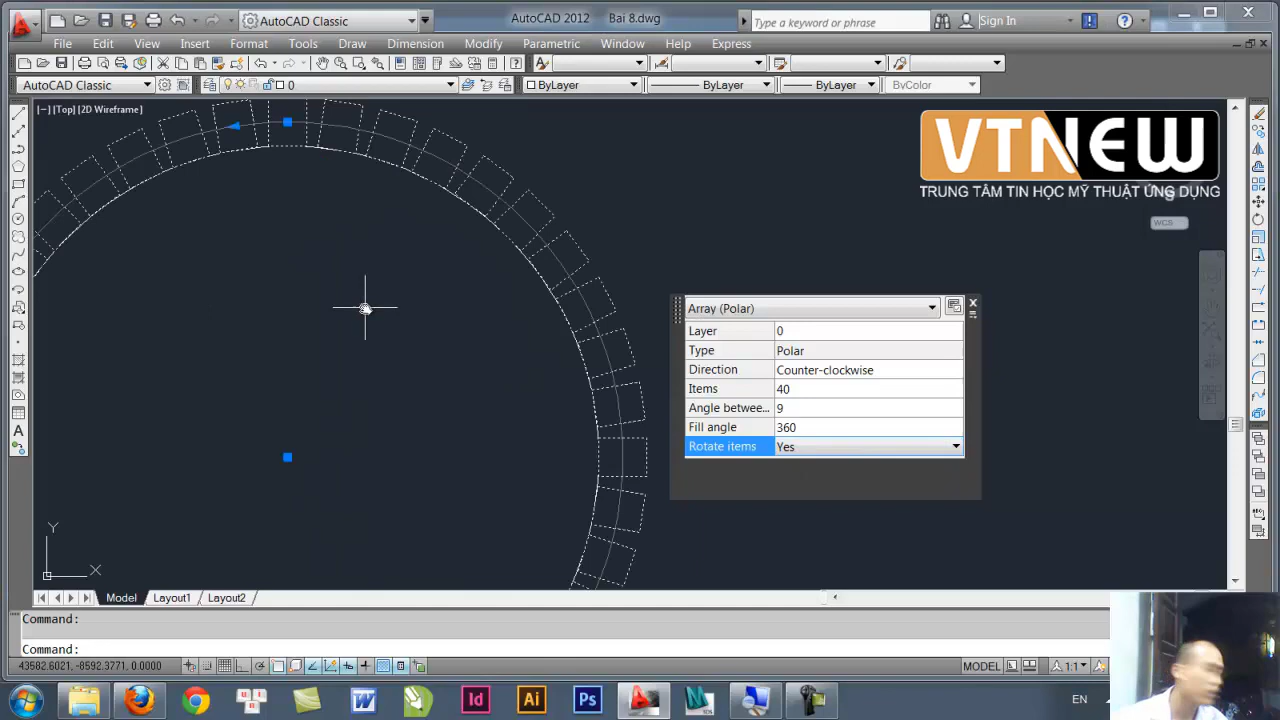 AutoCAD Classic
AutoCAD 2012 Bai 8.dwg
Type a keyword or phrase
Sign In
File Edit View Insert Format Tools Draw Dimension Modify Parametric Window Help Express
AutoCAD Classic
0
ByLayer
ByLayer
ByLayer
ByColor
[−] [Top] [2D Wireframe]
VTNEW
TRUNG TÂM TIN HỌC MỸ THUẬT ỨNG DỤNG
WCS
Array (Polar)
Layer 0
Type Polar
Direction Counter-clockwise
Items 40
Angle betwee... 9
Fill angle 360
Rotate items Yes
Y
X
Model Layout1 Layout2
Command:
Command:
43582.6021, -8592.3771, 0.0000
MODEL
1:1
Id
Ai
Ps
EN